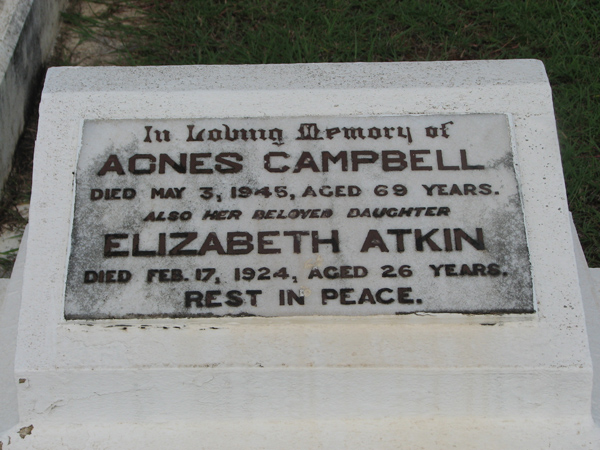 In Loving Memory of
AGNES CAMPBELL
DIED MAY 3, 1945, AGED 69 YEARS.
ALSO HER BELOVED DAUGHTER
ELIZABETH ATKIN
DIED FEB. 17, 1924, AGED 26 YEARS.
REST IN PEACE.